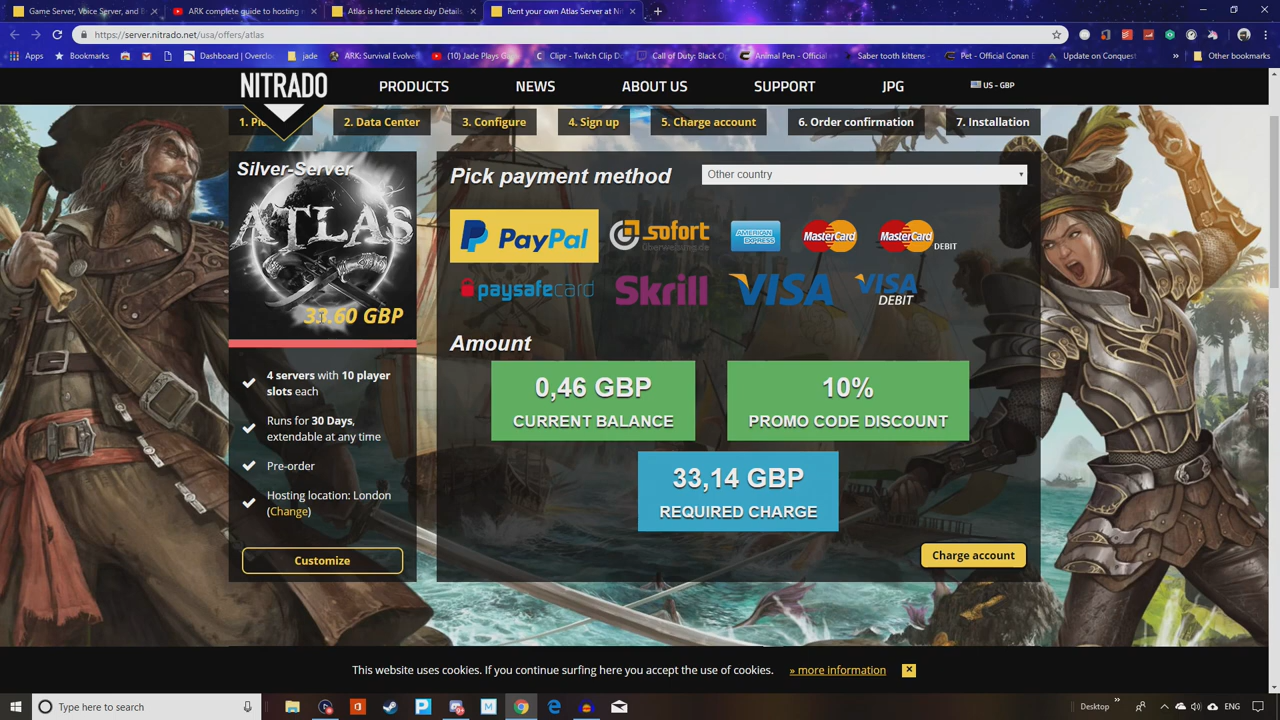 Game Server, Voice Server, and B
ARK complete guide to hosting r
Atlas is here! Release day Details
Rent your own Atlas Server at Ni
https://server.nitrado.net/usa/offers/atlas
Apps
Bookmarks
Dashboard | Overclo
jade
ARK: Survival Evolve
(10) Jade Plays G
Clipr - Twitch Clip Do
Call of Duty: Black O
Animal Pen - Official
Saber tooth kittens
Pet - Official Conan
Update on Conquest
»
Other bookmarks
NITRADO
PRODUCTS
NEWS
ABOUT US
SUPPORT
JPG
US - GBP
2. Data Center
3. Configure
4. Sign up
5. Charge account
6. Order confirmation
7. Installation
Silver-Server
ATLAS
33.60 GBP
4 servers with 10 player
slots each
Runs for 30 Days,
extendable at any time
Pre-order
Hosting location: London
(Change)
Customize
Pick payment method
Other country
PayPal
sofort
überweisung.de
AMERICAN
EXPRESS
MasterCard
MasterCard
DEBIT
paysafecard
Skrill
VISA
VISA
DEBIT
Amount
0,46 GBP
CURRENT BALANCE
10%
PROMO CODE DISCOUNT
33,14 GBP
REQUIRED CHARGE
Charge account
This website uses cookies. If you continue surfing here you accept the use of cookies.
» more information
Type here to search
Desktop
»
ENG